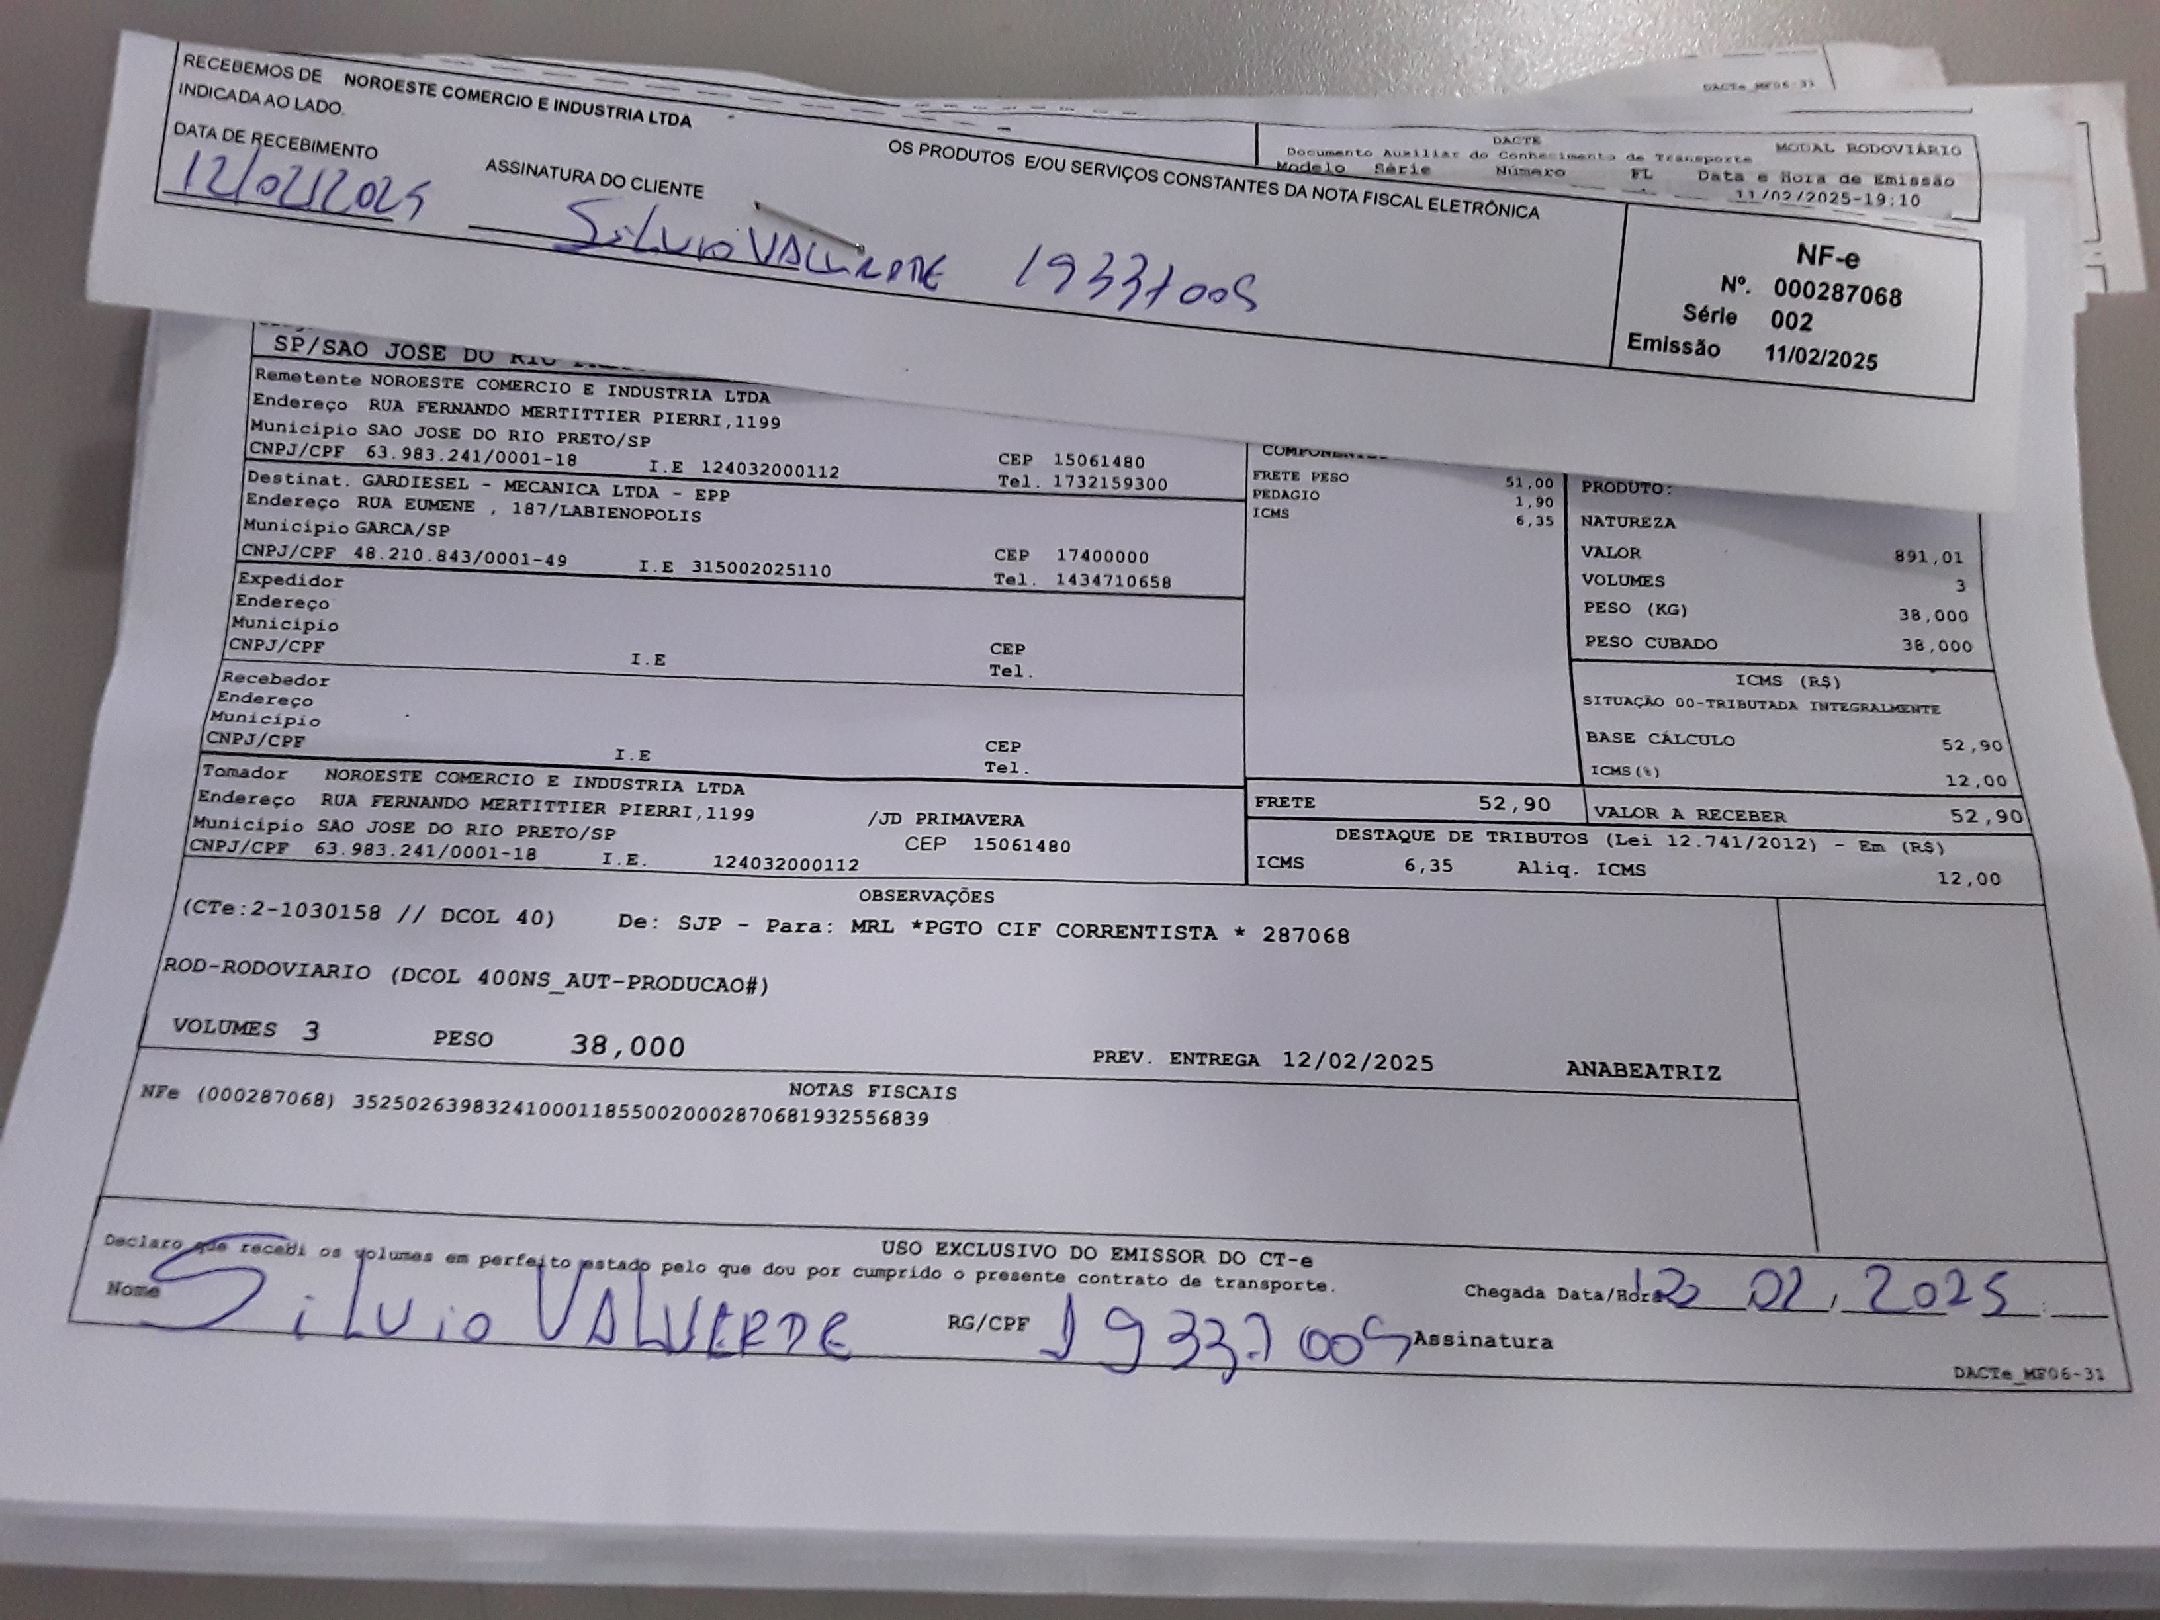 DACTe_MF06-31
RECEBEMOS DE NOROESTE COMERCIO E INDUSTRIA LTDA OS PRODUTOS E/OU SERVIÇOS CONSTANTES DA NOTA FISCAL ELETRÔNICA
INDICADA AO LADO.
DATA DE RECEBIMENTO ASSINATURA DO CLIENTE
12/02/2025 SiLvio VALVERDE 19337005
NF-e
Nº. 000287068
Série 002
Emissão 11/02/2025
DACTE MODAL RODOVIÁRIO
Documento Auxiliar do Conhecimento de Transporte
Modelo Série Número FL Data e Hora de Emissão
11/02/2025-19:10
SP/SAO JOSE DO RIO
Remetente NOROESTE COMERCIO E INDUSTRIA LTDA
Endereço RUA FERNANDO MERTITTIER PIERRI,1199
Município SAO JOSE DO RIO PRETO/SP CEP 15061480
CNPJ/CPF 63.983.241/0001-18 I.E 124032000112 Tel. 1732159300
Destinat. GARDIESEL - MECANICA LTDA - EPP
Endereço RUA EUMENE , 187/LABIENOPOLIS
Município GARCA/SP CEP 17400000
CNPJ/CPF 48.210.843/0001-49 I.E 315002025110 Tel. 1434710658
Expedidor
Endereço
Município CEP
CNPJ/CPF I.E Tel.
Recebedor
Endereço
Município CEP
CNPJ/CPF I.E Tel.
Tomador NOROESTE COMERCIO E INDUSTRIA LTDA
Endereço RUA FERNANDO MERTITTIER PIERRI,1199 /JD PRIMAVERA
Município SAO JOSE DO RIO PRETO/SP CEP 15061480
CNPJ/CPF 63.983.241/0001-18 I.E. 124032000112
FRETE PESO 51,00
PEDAGIO 1,90
ICMS 6,35
PRODUTO:
NATUREZA
VALOR 891,01
VOLUMES 3
PESO (KG) 38,000
PESO CUBADO 38,000
ICMS (R$)
SITUAÇÃO 00-TRIBUTADA INTEGRALMENTE
BASE CÁLCULO 52,90
ICMS(%) 12,00
FRETE 52,90 VALOR A RECEBER 52,90
DESTAQUE DE TRIBUTOS (Lei 12.741/2012) - Em (R$)
ICMS 6,35 Aliq. ICMS 12,00
OBSERVAÇÕES
(CTe:2-1030158 // DCOL 40) De: SJP - Para: MRL *PGTO CIF CORRENTISTA * 287068
ROD-RODOVIARIO (DCOL 400NS_AUT-PRODUCAO#)
VOLUMES 3 PESO 38,000 PREV. ENTREGA 12/02/2025 ANABEATRIZ
NOTAS FISCAIS
NFe (000287068) 35250263983241000118550020002870681932556839
USO EXCLUSIVO DO EMISSOR DO CT-e
Declaro que recebi os volumes em perfeito estado pelo que dou por cumprido o presente contrato de transporte.
Nome SiLvio VALVERDE RG/CPF 19337005 Assinatura
Chegada Data/Hora 12 02, 2025 :
DACTe_MF06-31